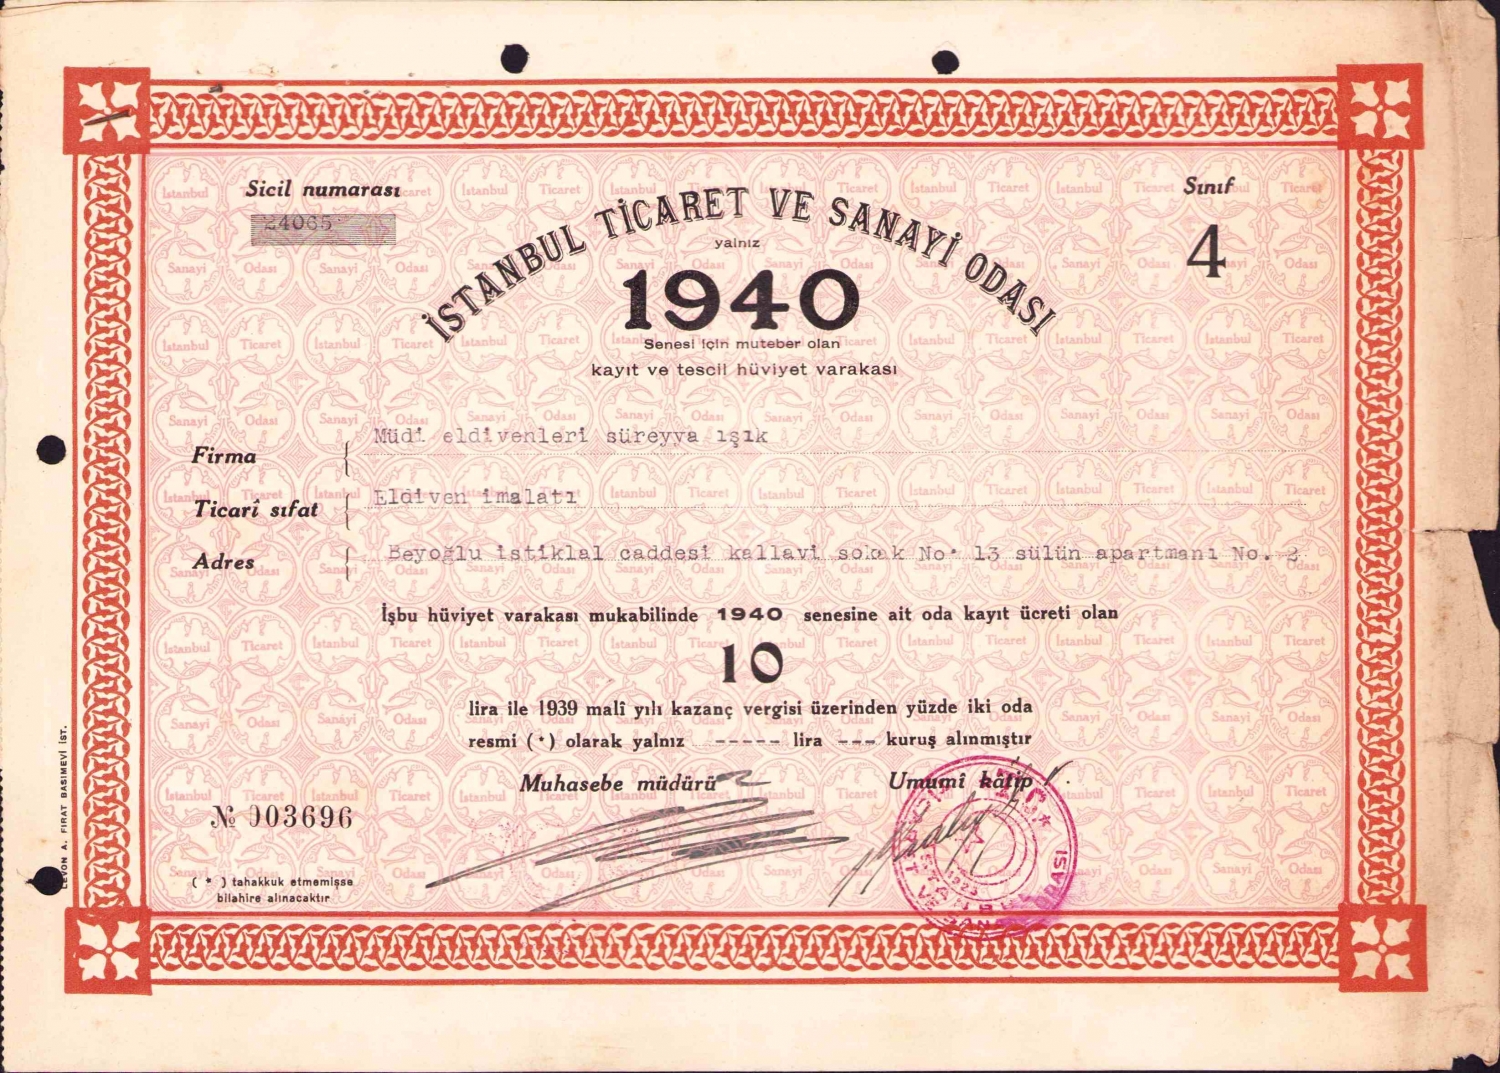 Sicil numarası
24065
Sınıf
4
İSTANBUL TİCARET VE SANAYİ ODASI
yalnız
1940
Senesi için muteber olan
kayıt ve tescil hüviyet varakası
Firma { Müdi eldivenleri süreyya ışık
Ticarî sıfat { Eldiven imalatı
Adres { Beyoğlu istiklal caddesi kallavi sokak No. 13 sülün apartmanı No. 2
İşbu hüviyet varakası mukabilinde 1940 senesine ait oda kayıt ücreti olan
10
lira ile 1939 malî yılı kazanç vergisi üzerinden yüzde iki oda
resmi (*) olarak yalnız ----- lira --- kuruş alınmıştır
Muhasebe müdürü
Umumî kâtip
№ 003696
( * ) tahakkuk etmemişse
bilahire alınacaktır
LEVON A. FIRAT BASIMEVİ İST.